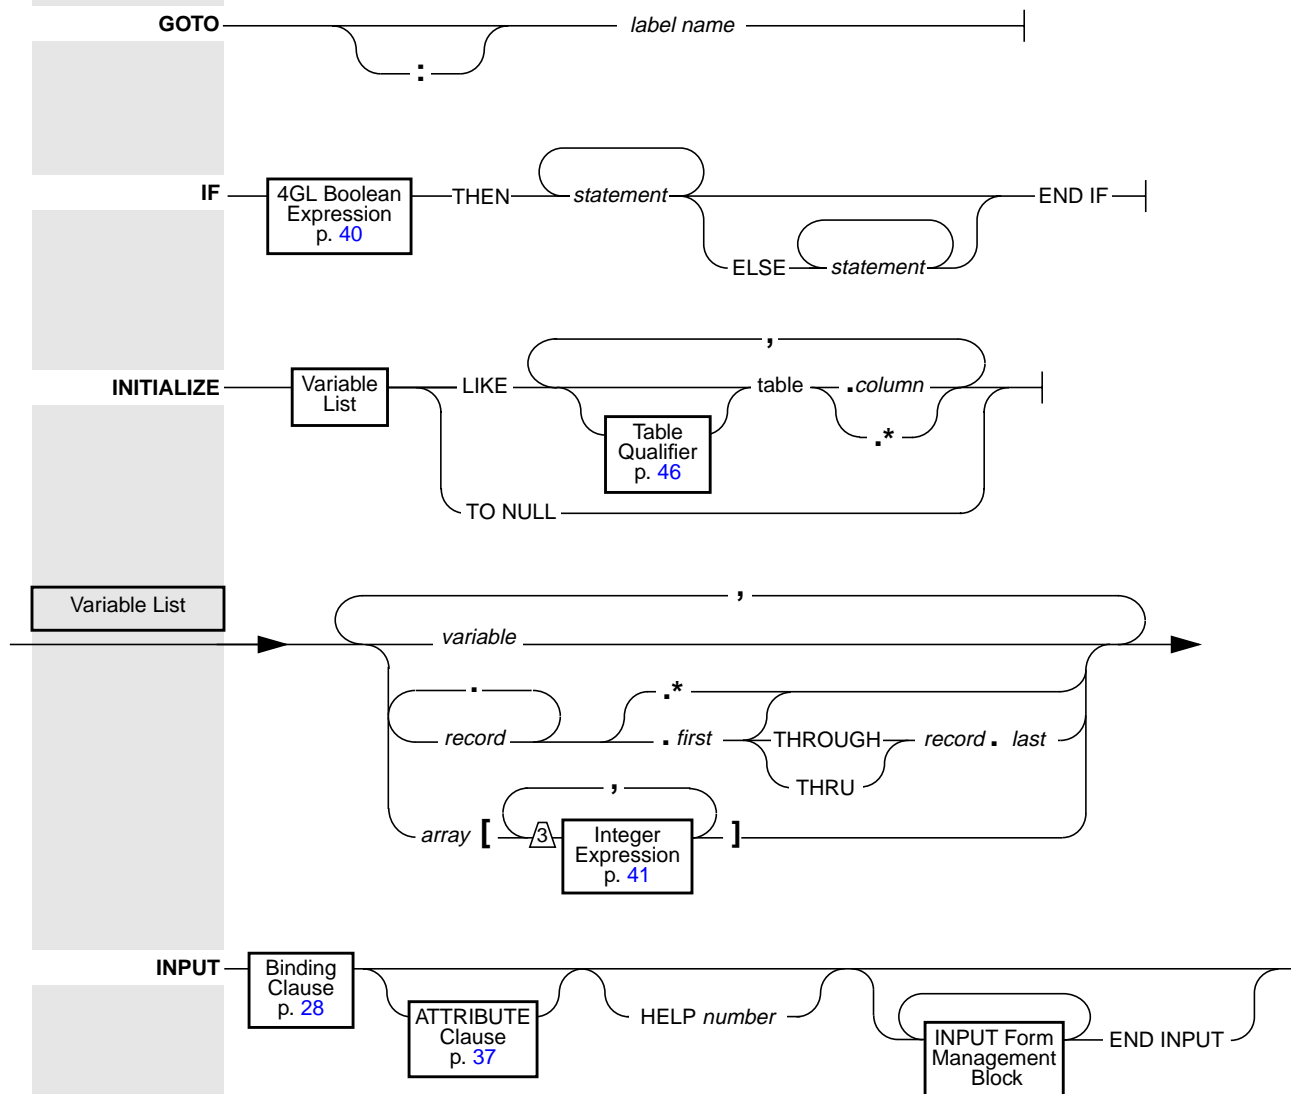 GOTO label name
:
IF 4GL Boolean Expression p. 40 THEN statement END IF
ELSE statement
,
INITIALIZE Variable List LIKE table .column
Table Qualifier p. 46 .*
TO NULL
Variable List
,
variable
. .*
record . first THROUGH record . last
THRU
,
array [ 3 Integer Expression p. 41 ]
INPUT Binding Clause p. 28
ATTRIBUTE Clause p. 37 HELP number INPUT Form Management Block END INPUT